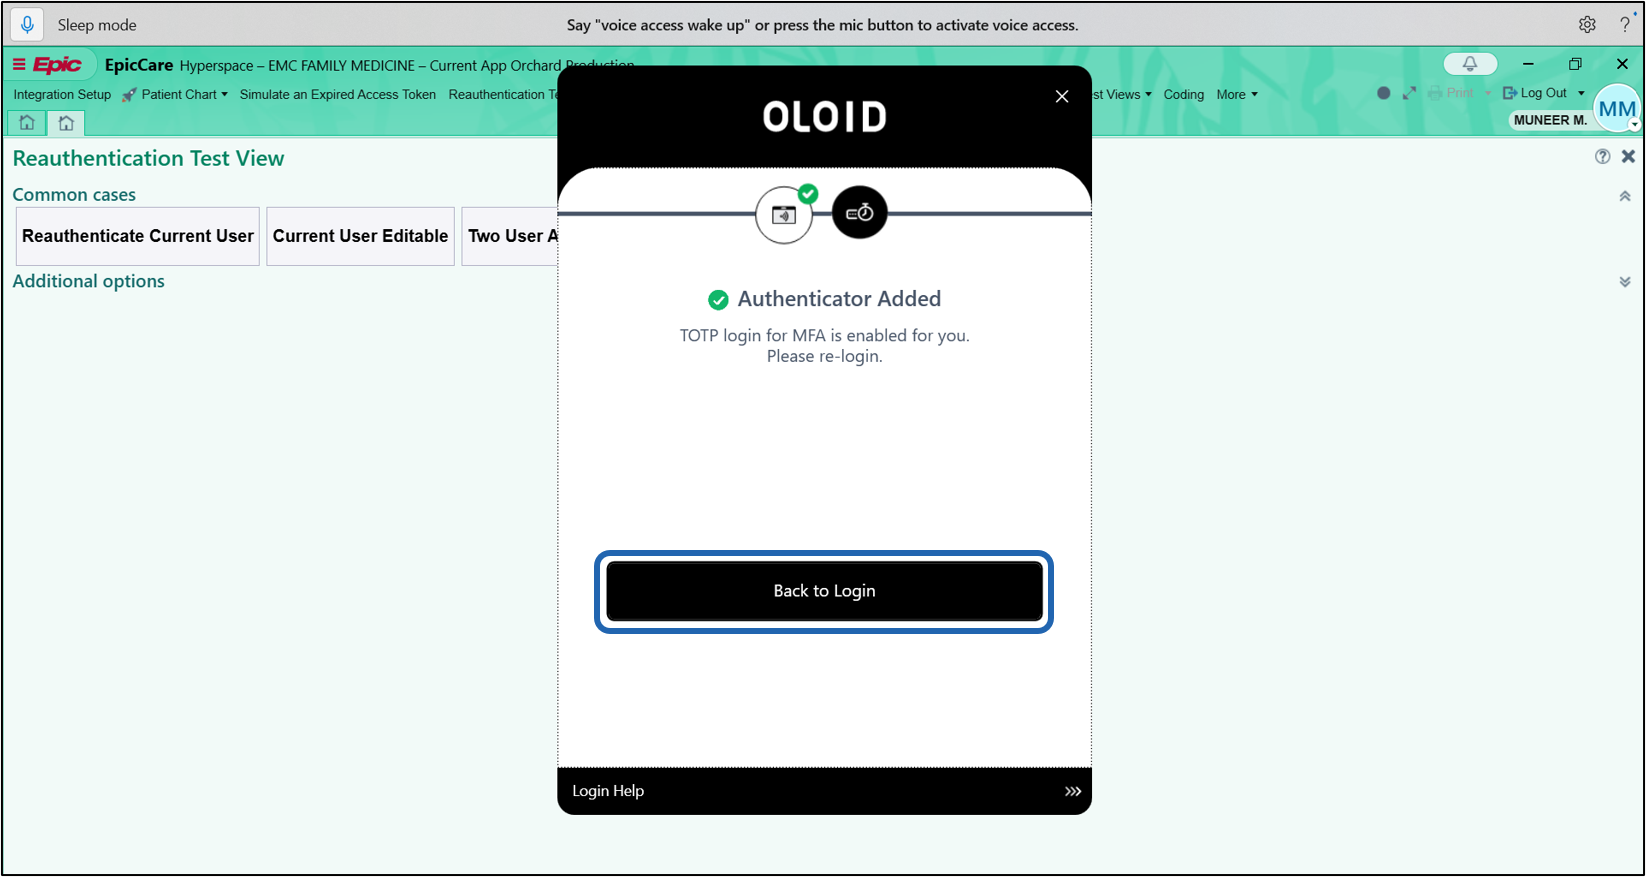 Sleep mode
Say "voice access wake up" or press the mic button to activate voice access.
?
Epic EpicCare Hyperspace – EMC FAMILY MEDICINE – Current App Orchard Production
Integration Setup Patient Chart Simulate an Expired Access Token Reauthentication Te st Views Coding More Print Log Out
MM
MUNEER M.
Reauthentication Test View
Common cases
Reauthenticate Current User Current User Editable Two User A
Additional options
OLOID
Authenticator Added
TOTP login for MFA is enabled for you.
Please re-login.
Back to Login
Login Help